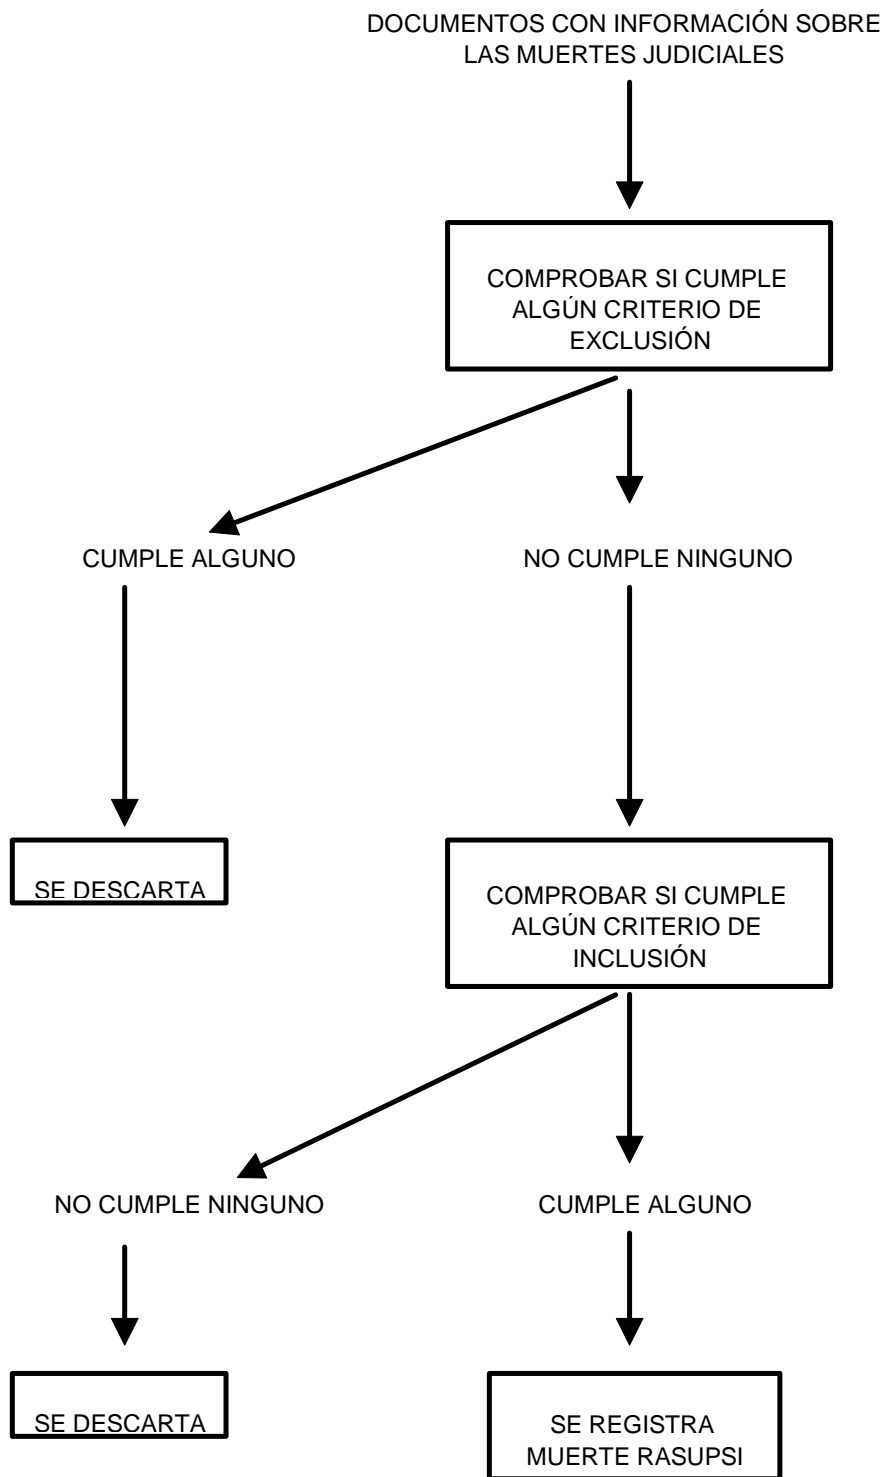 DOCUMENTOS CON INFORMACIÓN SOBRE
LAS MUERTES JUDICIALES
COMPROBAR SI CUMPLE
ALGÚN CRITERIO DE
EXCLUSIÓN
CUMPLE ALGUNO
NO CUMPLE NINGUNO
SE DESCARTA
COMPROBAR SI CUMPLE
ALGÚN CRITERIO DE
INCLUSIÓN
NO CUMPLE NINGUNO
CUMPLE ALGUNO
SE DESCARTA
SE REGISTRA
MUERTE RASUPSI